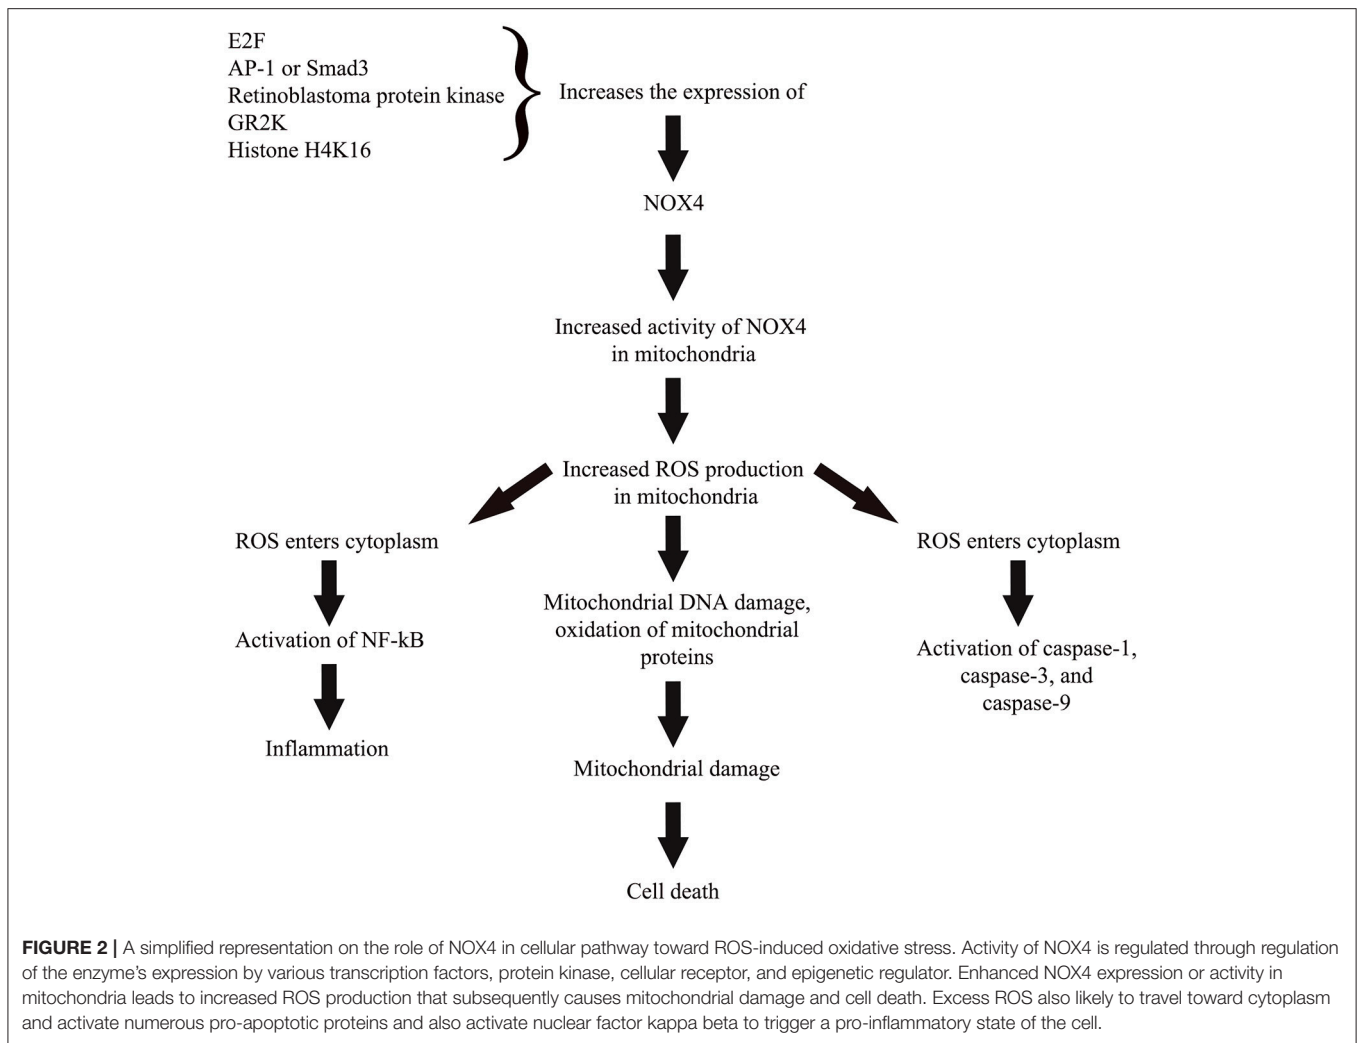 E2F
AP-1 or Smad3
Retinoblastoma protein kinase
GR2K
Histone H4K16
Increases the expression of
NOX4
Increased activity of NOX4
in mitochondria
Increased ROS production
in mitochondria
ROS enters cytoplasm
Activation of NF-kB
Inflammation
Mitochondrial DNA damage,
oxidation of mitochondrial
proteins
Mitochondrial damage
Cell death
ROS enters cytoplasm
Activation of caspase-1,
caspase-3, and
caspase-9
FIGURE 2 | A simplified representation on the role of NOX4 in cellular pathway toward ROS-induced oxidative stress. Activity of NOX4 is regulated through regulation
of the enzyme's expression by various transcription factors, protein kinase, cellular receptor, and epigenetic regulator. Enhanced NOX4 expression or activity in
mitochondria leads to increased ROS production that subsequently causes mitochondrial damage and cell death. Excess ROS also likely to travel toward cytoplasm
and activate numerous pro-apoptotic proteins and also activate nuclear factor kappa beta to trigger a pro-inflammatory state of the cell.